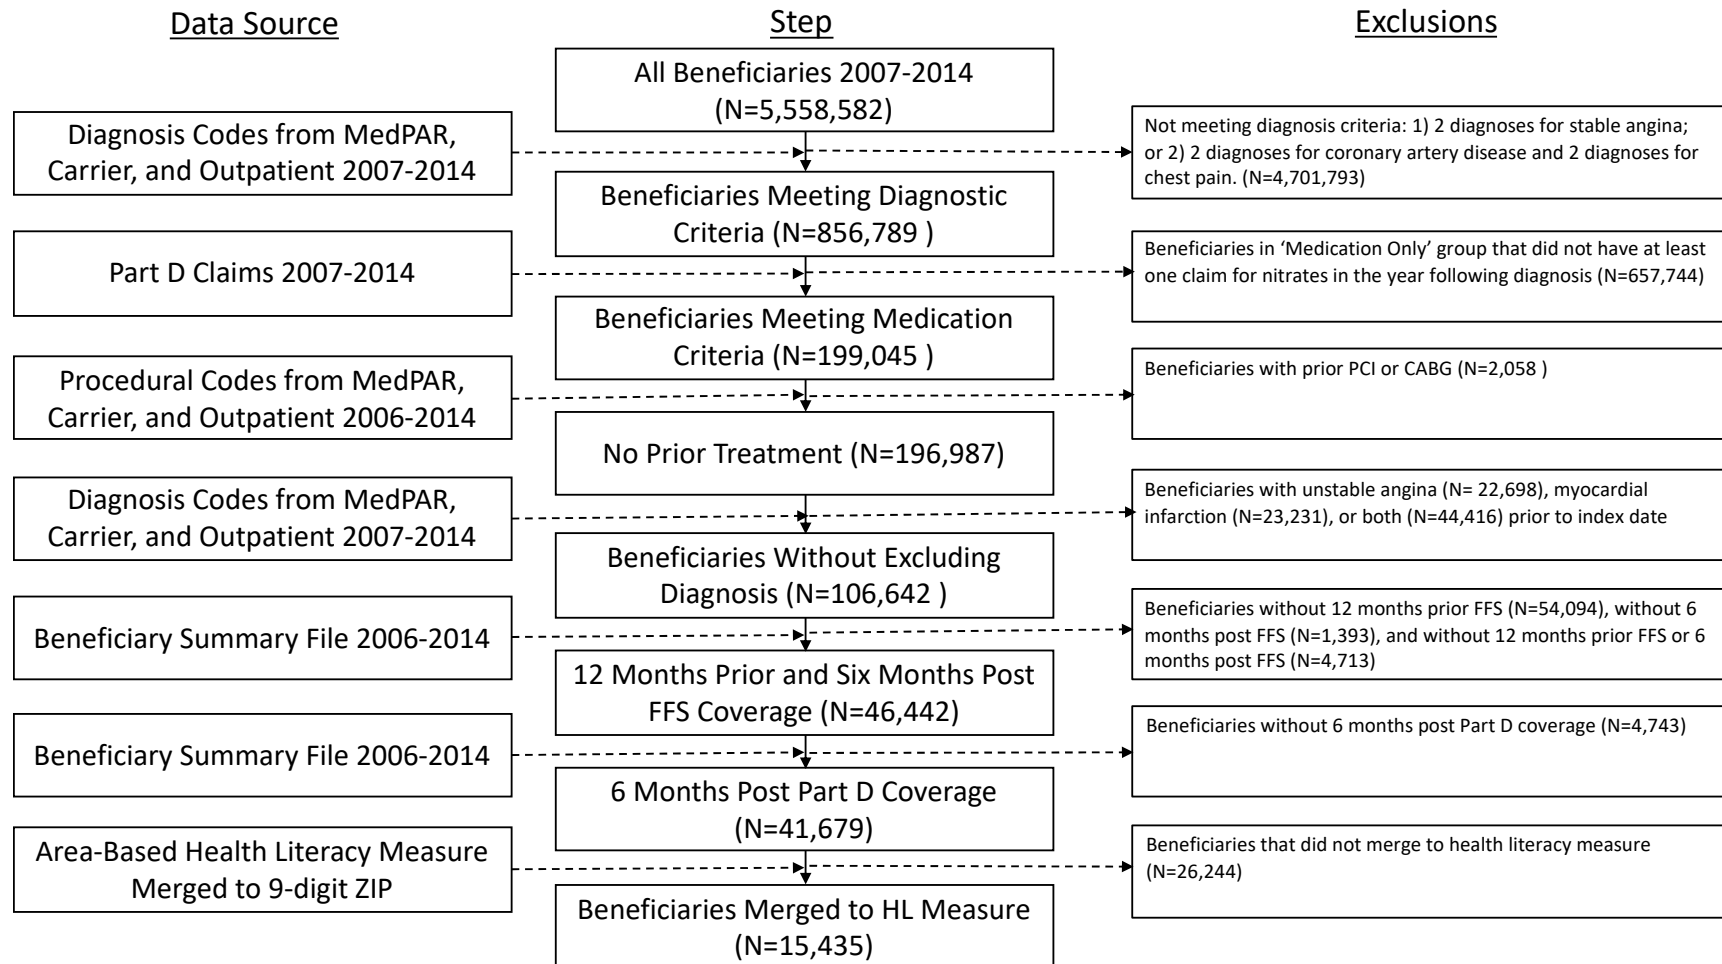 Data Source
Step
Exclusions
All Beneficiaries 2007-2014
(N=5,558,582)
Diagnosis Codes from MedPAR,
Carrier, and Outpatient 2007-2014
Not meeting diagnosis criteria: 1) 2 diagnoses for stable angina;
or 2) 2 diagnoses for coronary artery disease and 2 diagnoses for
chest pain. (N=4,701,793)
Beneficiaries Meeting Diagnostic
Criteria (N=856,789 )
Part D Claims 2007-2014
Beneficiaries in ‘Medication Only’ group that did not have at least
one claim for nitrates in the year following diagnosis (N=657,744)
Beneficiaries Meeting Medication
Criteria (N=199,045 )
Procedural Codes from MedPAR,
Carrier, and Outpatient 2006-2014
Beneficiaries with prior PCI or CABG (N=2,058 )
No Prior Treatment (N=196,987)
Diagnosis Codes from MedPAR,
Carrier, and Outpatient 2007-2014
Beneficiaries with unstable angina (N= 22,698), myocardial
infarction (N=23,231), or both (N=44,416) prior to index date
Beneficiaries Without Excluding
Diagnosis (N=106,642 )
Beneficiary Summary File 2006-2014
Beneficiaries without 12 months prior FFS (N=54,094), without 6
months post FFS (N=1,393), and without 12 months prior FFS or 6
months post FFS (N=4,713)
12 Months Prior and Six Months Post
FFS Coverage (N=46,442)
Beneficiary Summary File 2006-2014
Beneficiaries without 6 months post Part D coverage (N=4,743)
6 Months Post Part D Coverage
(N=41,679)
Area-Based Health Literacy Measure
Merged to 9-digit ZIP
Beneficiaries that did not merge to health literacy measure
(N=26,244)
Beneficiaries Merged to HL Measure
(N=15,435)